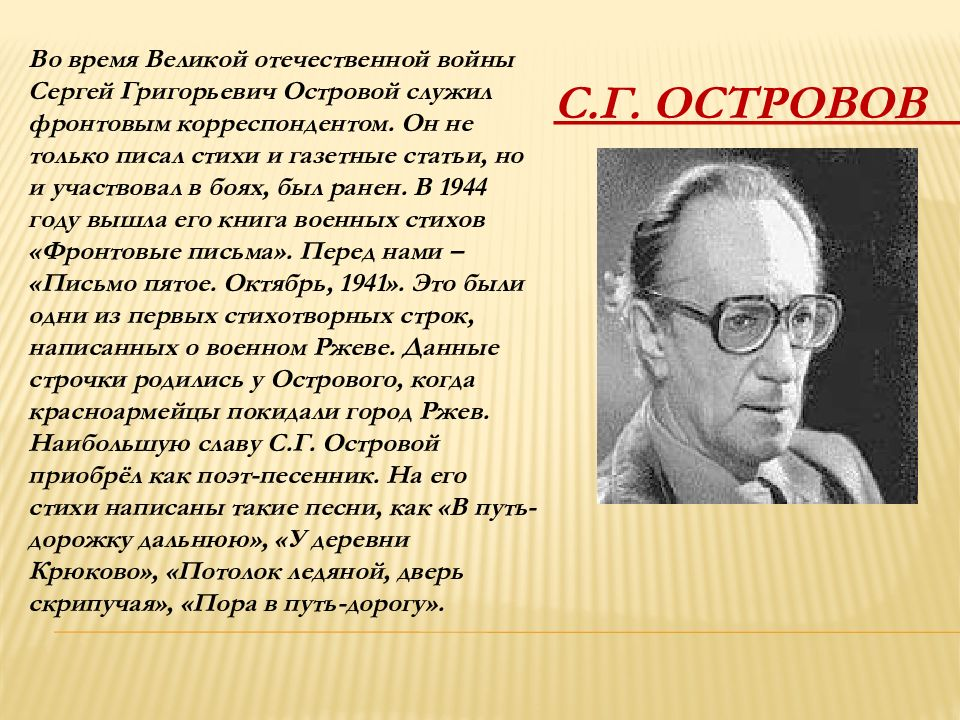 Во время Великой отечественной войны
Сергей Григорьевич Островой служил
фронтовым корреспондентом. Он не
только писал стихи и газетные статьи, но
и участвовал в боях, был ранен. В 1944
году вышла его книга военных стихов
«Фронтовые письма». Перед нами –
«Письмо пятое. Октябрь, 1941». Это были
одни из первых стихотворных строк,
написанных о военном Ржеве. Данные
строчки родились у Острового, когда
красноармейцы покидали город Ржев.
Наибольшую славу С.Г. Островой
приобрёл как поэт-песенник. На его
стихи написаны такие песни, как «В путь-
дорожку дальнюю», «У деревни
Крюково», «Потолок ледяной, дверь
скрипучая», «Пора в путь-дорогу».
С.Г. ОСТРОВОВ